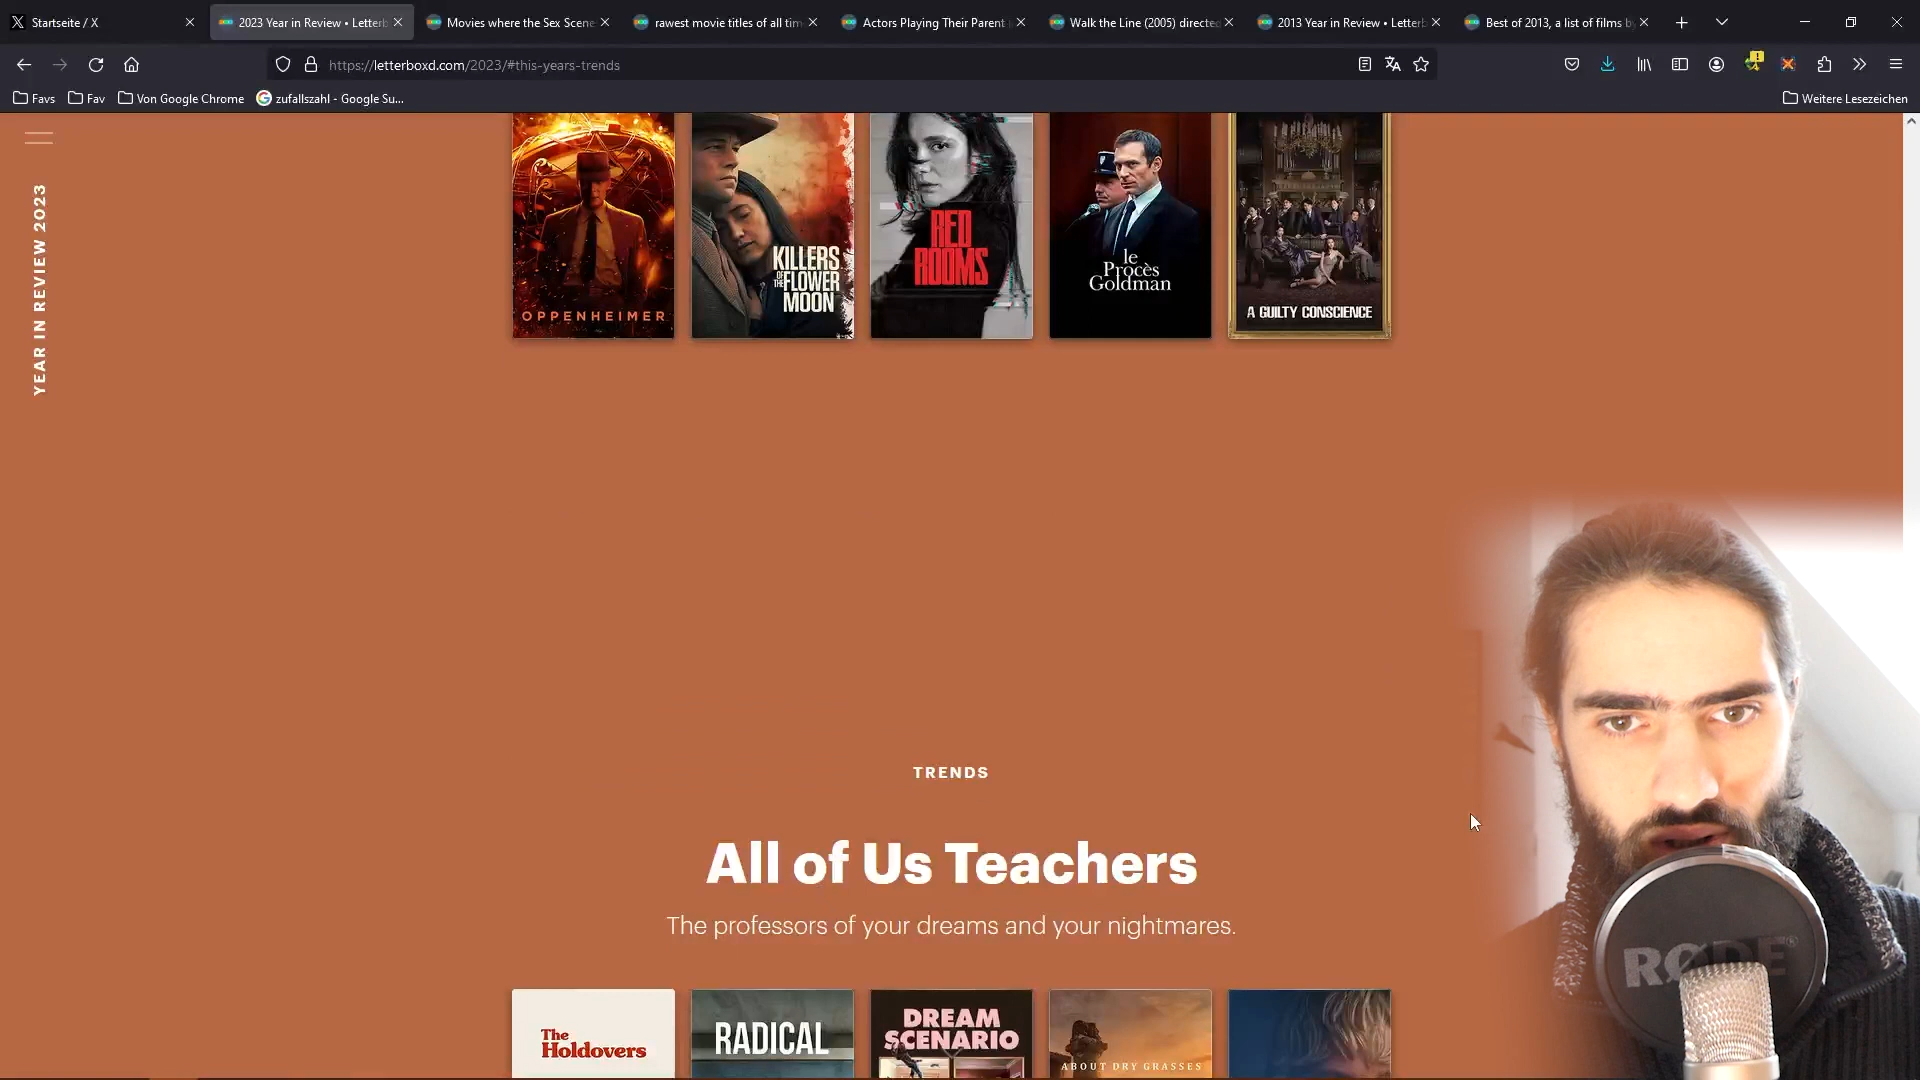 Startseite / X
2023 Year in Review • Letterb
Movies where the Sex Scene
rawest movie titles of all tim
Actors Playing Their Parent
Walk the Line (2005) directed
2013 Year in Review • Letterb
Best of 2013, a list of films by
https://letterboxd.com/2023/#this-years-trends
Favs
Fav
Von Google Chrome
zufallszahl - Google Su...
Weitere Lesezeichen
YEAR IN REVIEW 2023
OPPENHEIMER
KILLERS
OF THE FLOWER
MOON
RED
ROOMS
le
Procès
Goldman
A GUILTY CONSCIENCE
TRENDS
All of Us Teachers
The professors of your dreams and your nightmares.
The
Holdovers
RADICAL
DREAM
SCENARIO
ABOUT DRY GRASSES
RØDE®